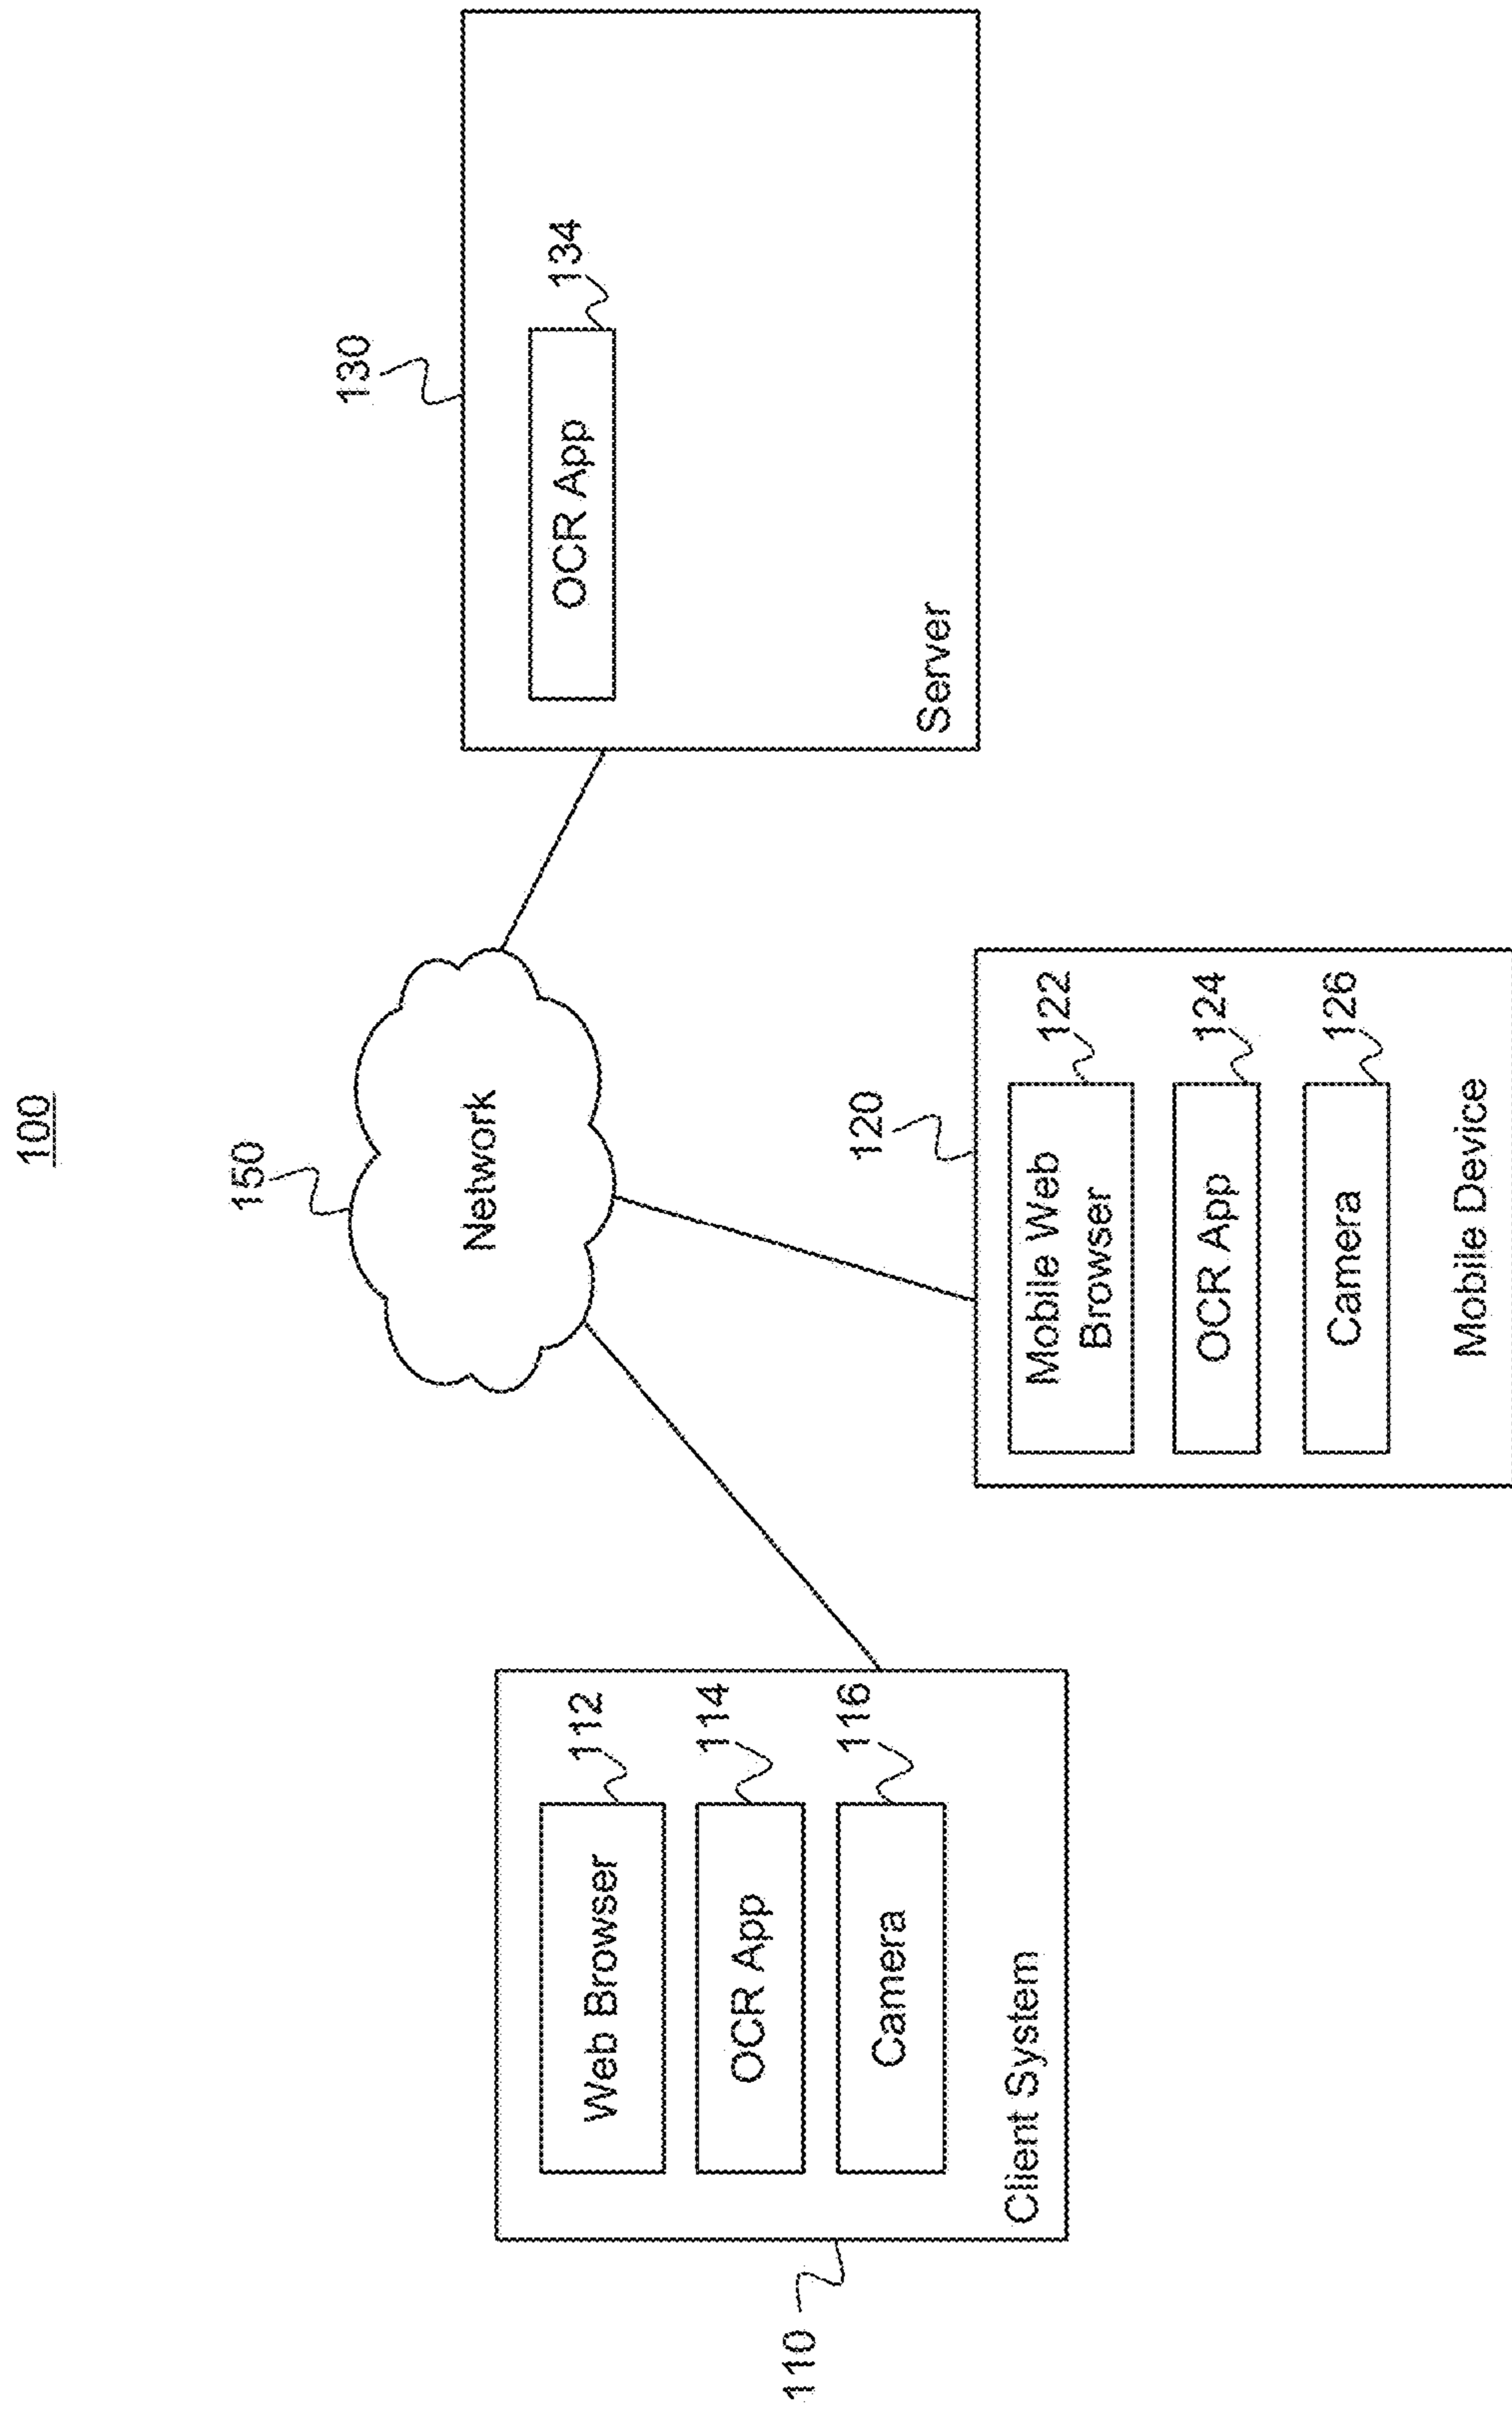 100
150
Network
130
OCR App
134
Server
110
Web Browser
112
OCR App
114
Camera
116
Client System
120
Mobile Web
Browser
122
OCR App
124
Camera
126
Mobile Device